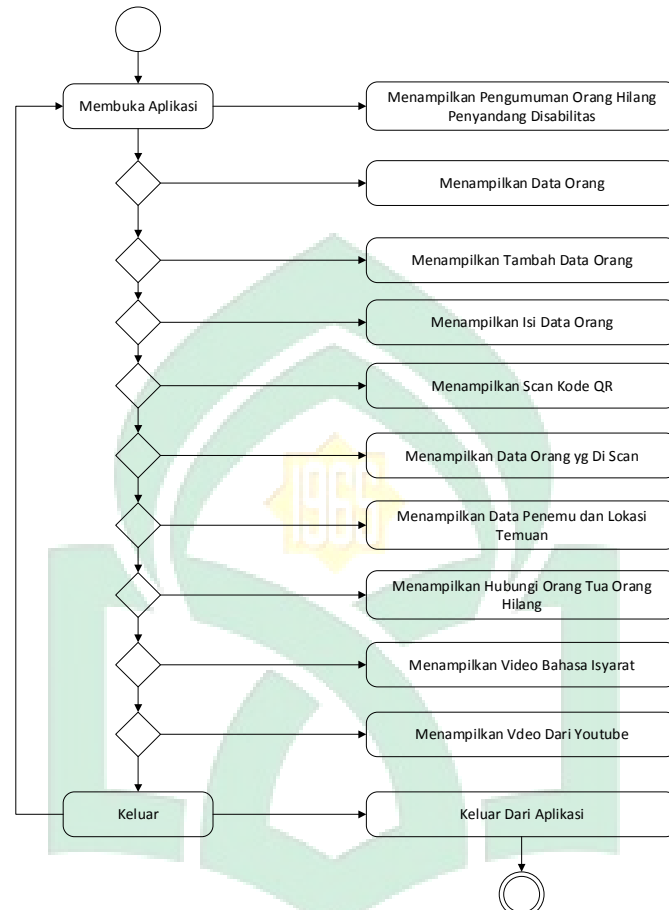 Membuka Aplikasi
Menampilkan Pengumuman Orang Hilang
Penyandang Disabilitas
Menampilkan Data Orang
Menampilkan Tambah Data Orang
Menampilkan Isi Data Orang
Menampilkan Scan Kode QR
Menampilkan Data Orang yg Di Scan
1965
Menampilkan Data Penemu dan Lokasi
Temuan
Menampilkan Hubungi Orang Tua Orang
Hilang
Menampilkan Video Bahasa Isyarat
Menampilkan Vdeo Dari Youtube
Keluar
Keluar Dari Aplikasi